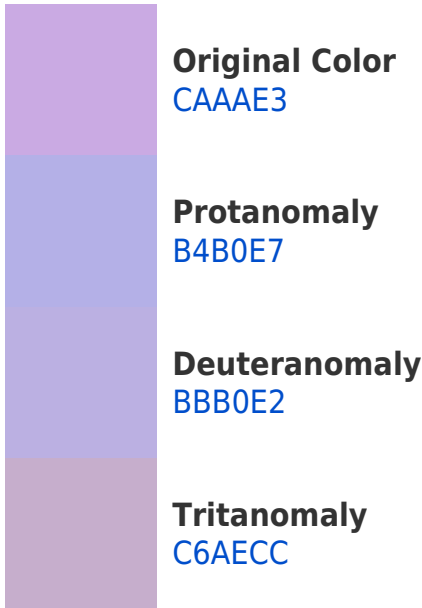 Original Color
CAAAE3
Protanomaly
B4B0E7
Deuteranomaly
BBB0E2
Tritanomaly
C6AECC